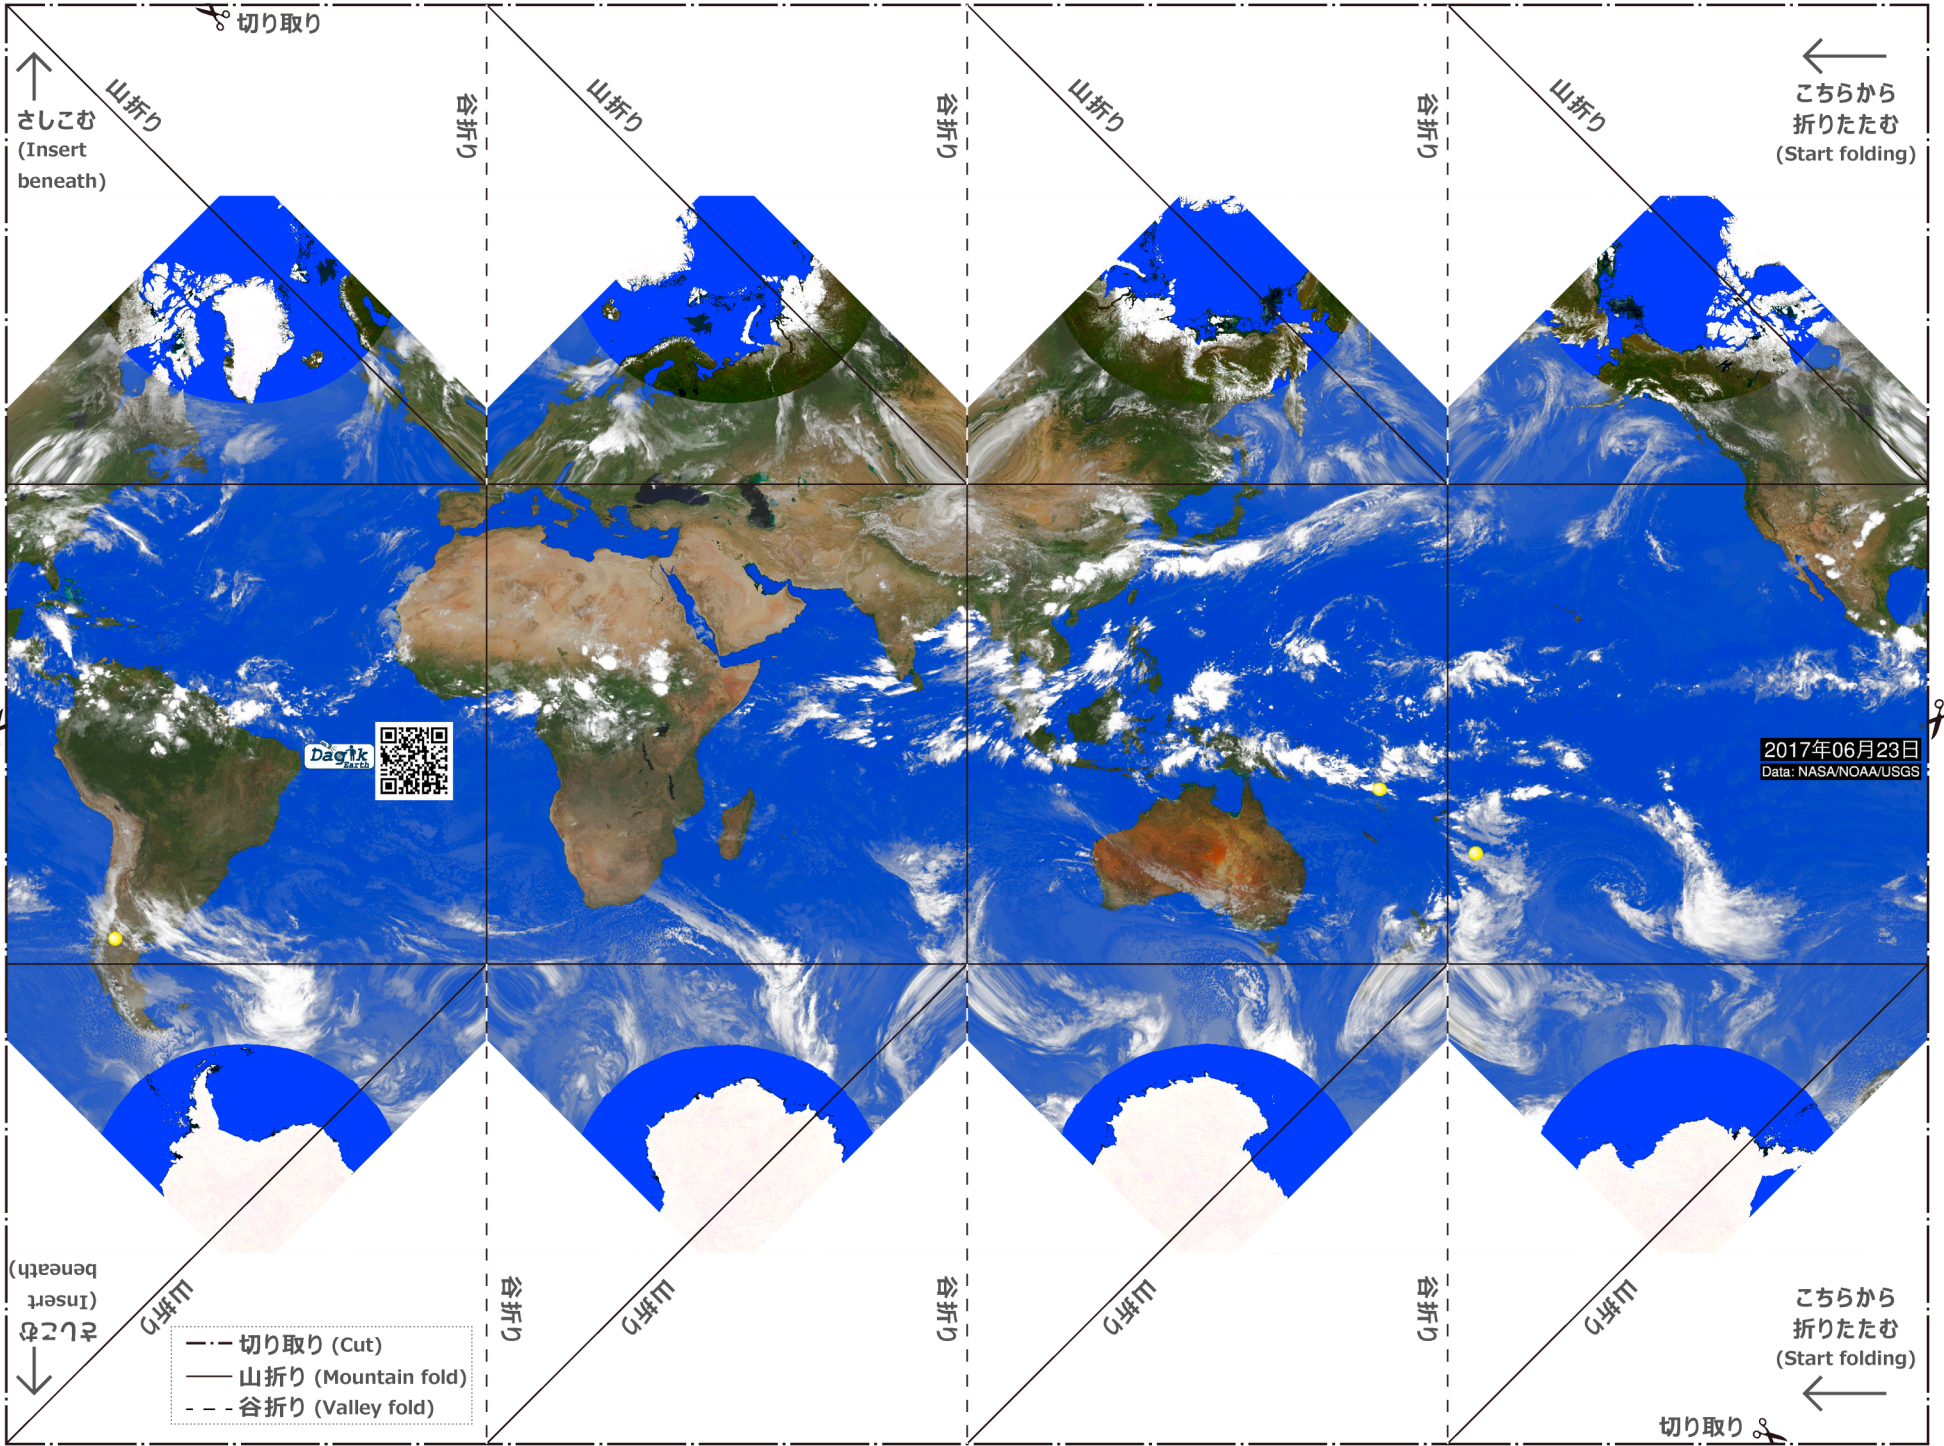 切り取り
さしこむ
(Insert
beneath)
山折り
谷折り
山折り
谷折り
山折り
谷折り
山折り
こちらから
折りたたむ
(Start folding)
Dagik
Earth
2017年06月23日
Data: NASA/NOAA/USGS
さしこむ
(Insert
beneath)
山折り
谷折り
山折り
谷折り
山折り
谷折り
山折り
こちらから
折りたたむ
(Start folding)
切り取り (Cut)
山折り (Mountain fold)
谷折り (Valley fold)
切り取り